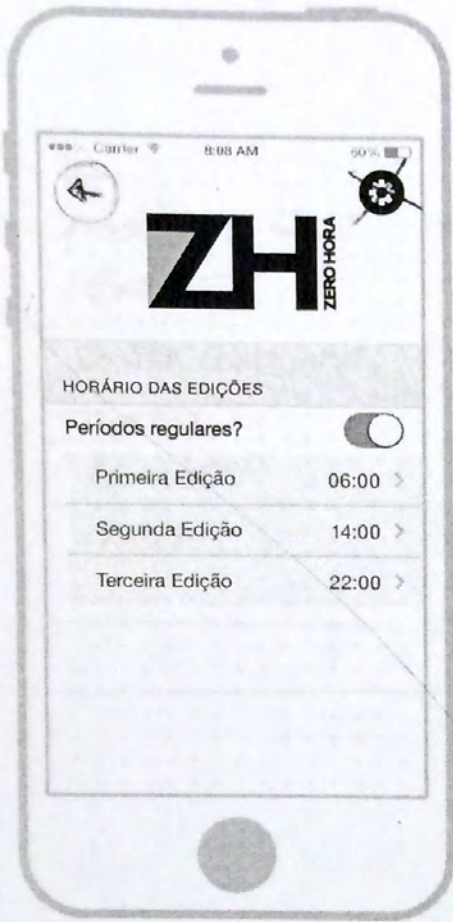 Carrier 8:08 AM 60%
ZH
ZERO HORA
HORÁRIO DAS EDIÇÕES
Períodos regulares?
Primeira Edição 06:00 >
Segunda Edição 14:00 >
Terceira Edição 22:00 >